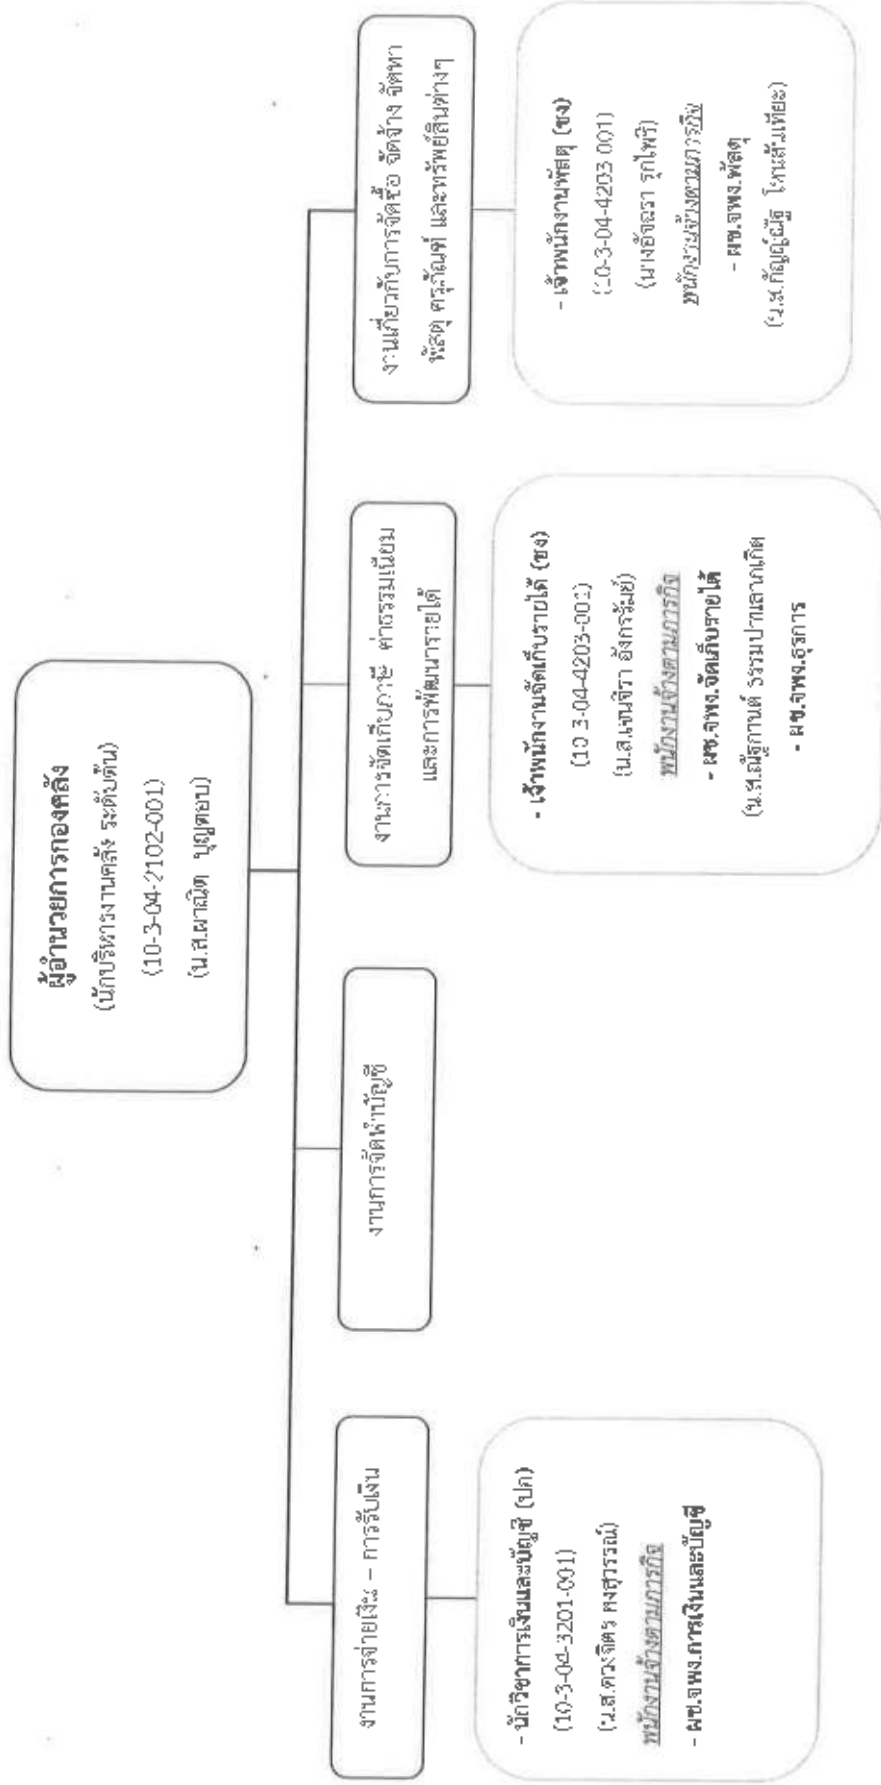 ผู้อำนวยการกองคลัง
(นักบริหารงานคลัง ระดับต้น)
(10-3-04-2102-001)
(น.ส.ผาณิต บุญตอบ)
งานการจ่ายเงิน – การรับเงิน
- นักวิชาการเงินและบัญชี (ปก)
(10-3-04-3201-001)
(น.ส.ดวงจิตร คงสุวรรณ์)
พนักงานจ้างตามภารกิจ
- ผช.จพง.การเงินและบัญชี
งานการจัดทำบัญชี
งานการจัดเก็บภาษี ค่าธรรมเนียม
และการพัฒนารายได้
- เจ้าพนักงานจัดเก็บรายได้ (ชง)
(10 3-04-4203-001)
(น.ส.เจนจิรา อังกรรัมย์)
พนักงานจ้างตามภารกิจ
- ผช.จพง.จัดเก็บรายได้
(น.ส.ณัฐกานต์
- ผช.จพง.ธุรการ
งานเกี่ยวกับการจัดซื้อ จัดจ้าง จัดหา
พัสดุ ครุภัณฑ์ และทรัพย์สินต่างๆ
- เจ้าพนักงานพัสดุ (ชง)
(10-3-04-4203 001)
(นางอัจฉรา รุกไพรี)
พนักงานจ้างตามภารกิจ
- ผช.จพง.พัสดุ